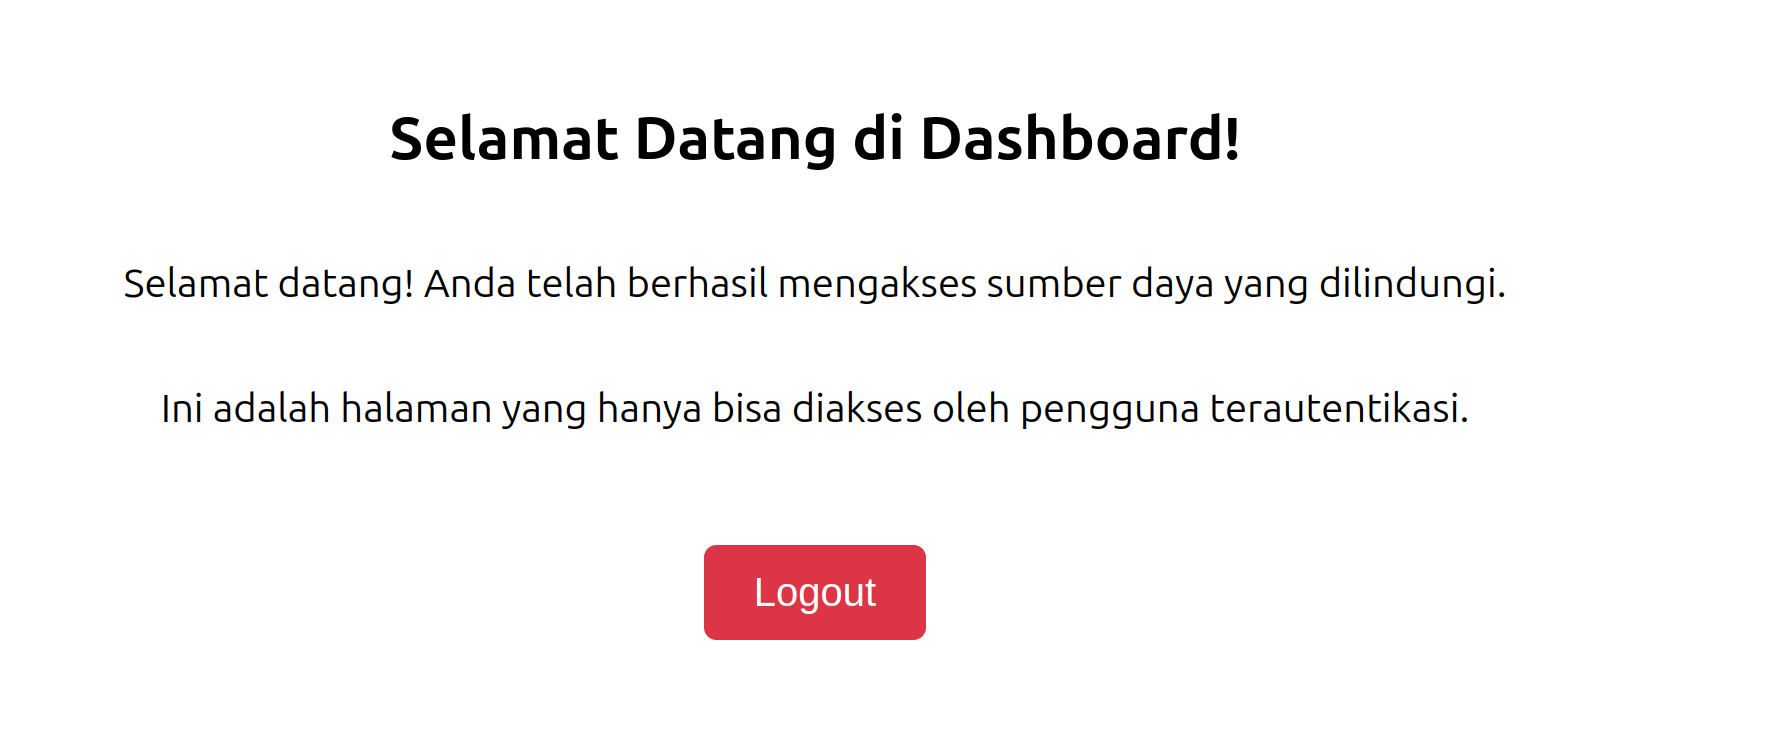 Selamat Datang di Dashboard!
Selamat datang! Anda telah berhasil mengakses sumber daya yang dilindungi.
Ini adalah halaman yang hanya bisa diakses oleh pengguna terautentikasi.
Logout